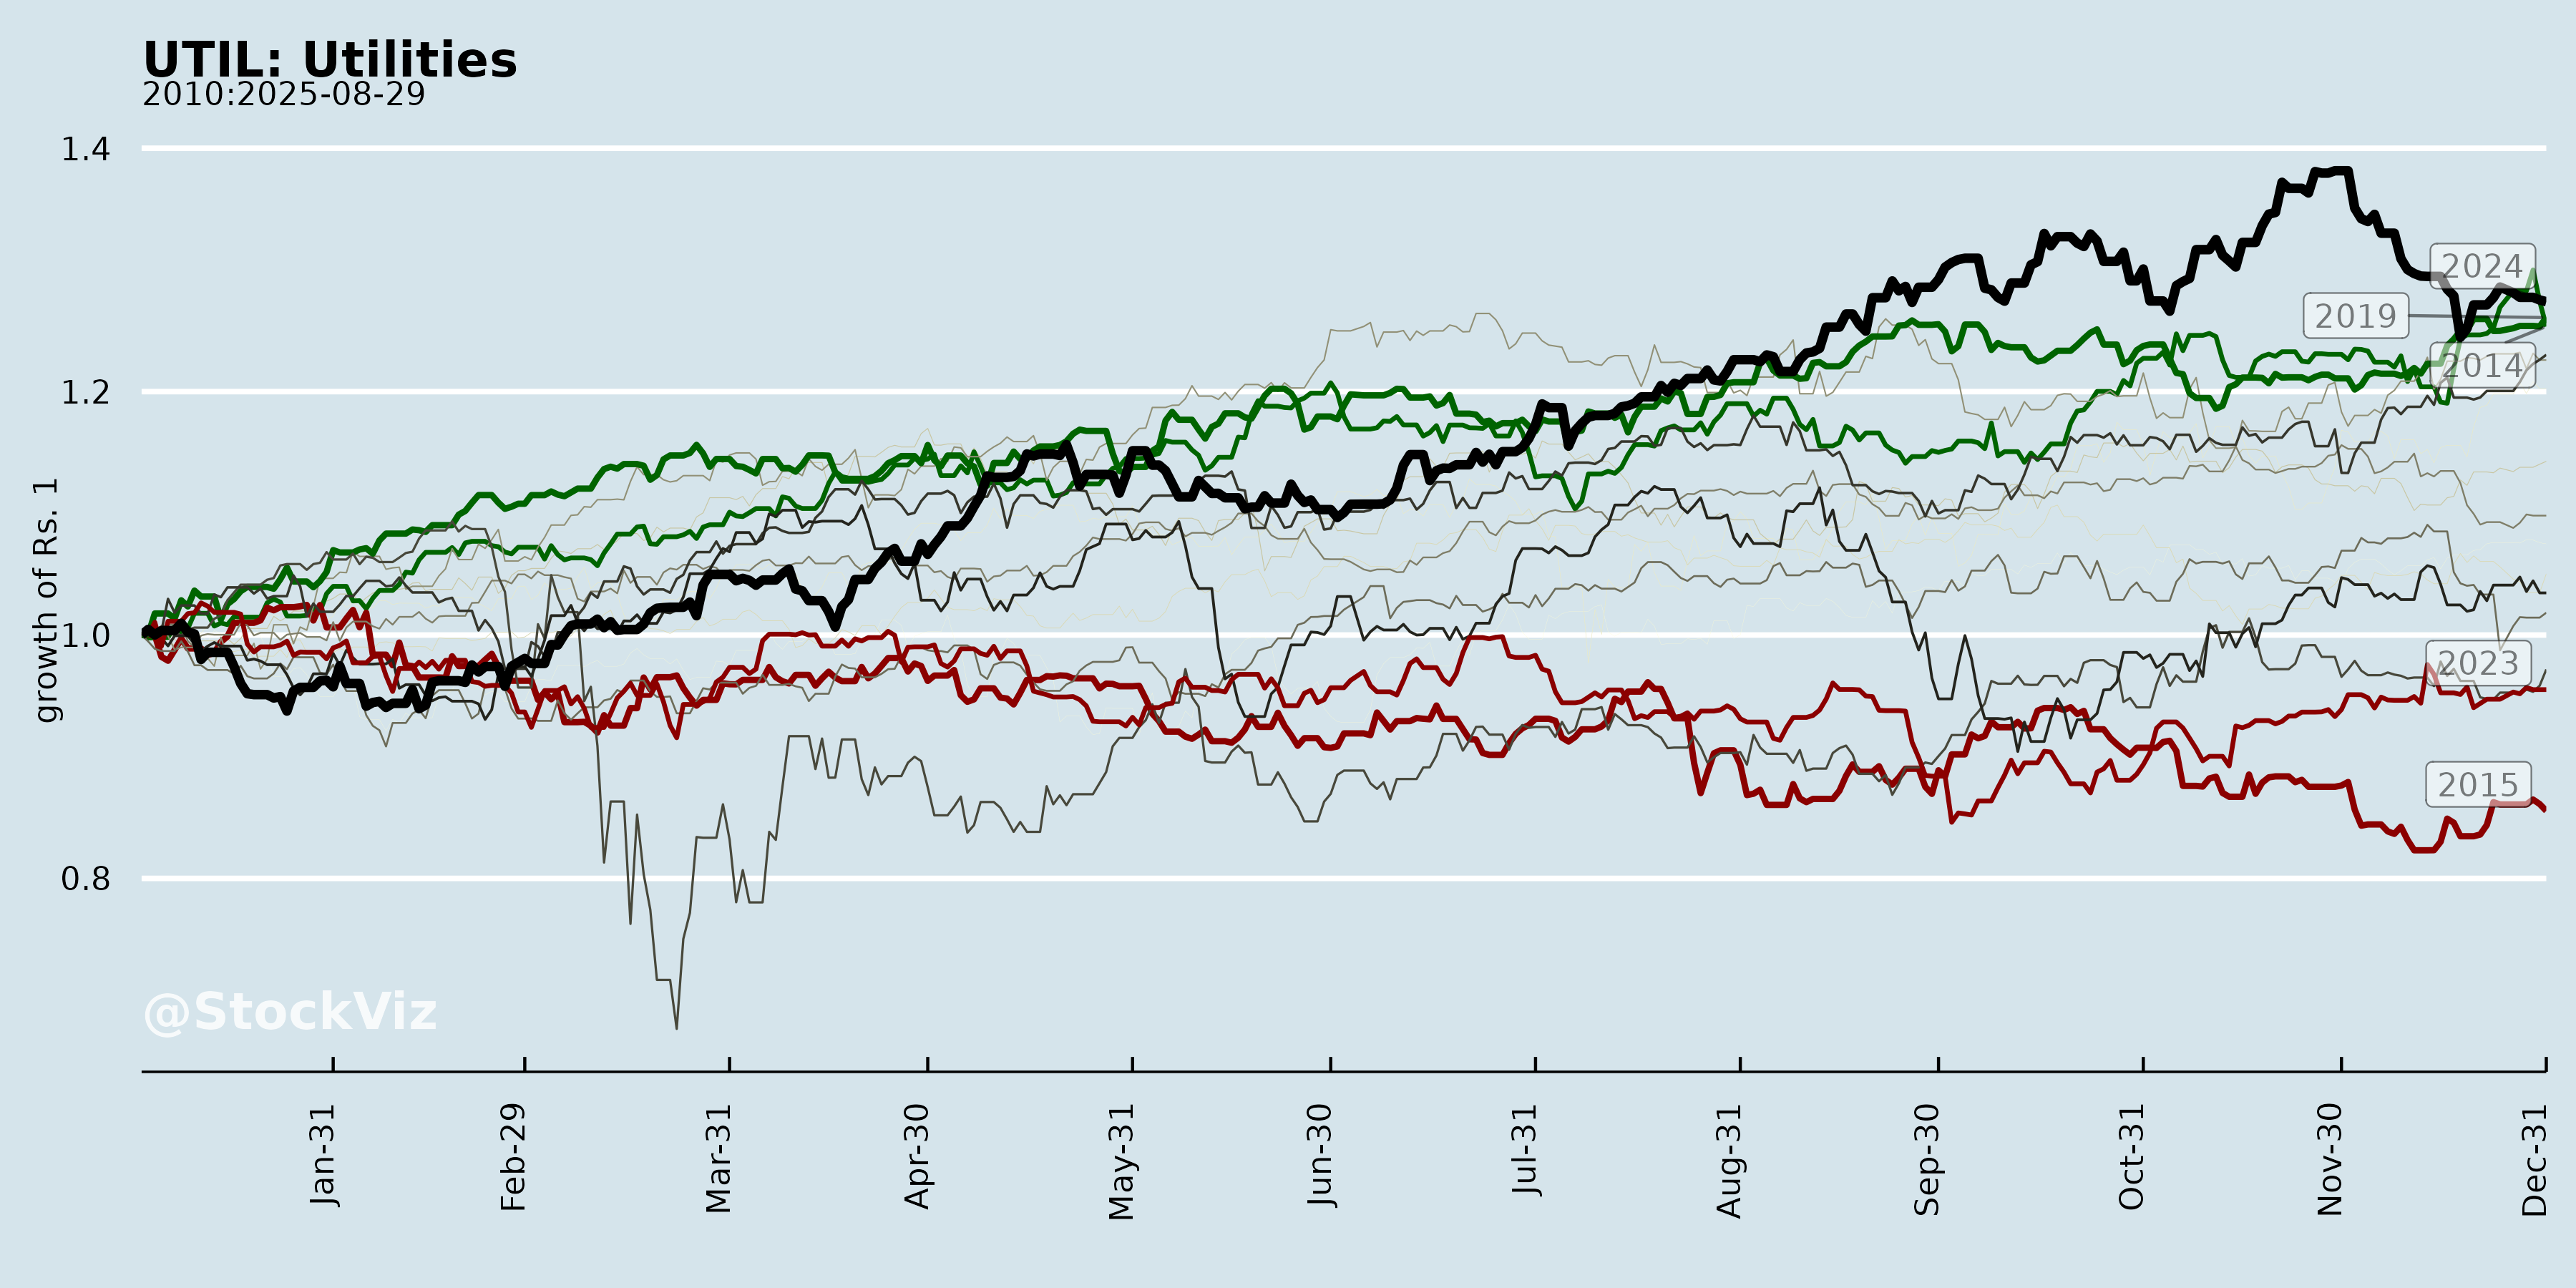 UTIL: Utilities
2010:2025-08-29
growth of Rs. 1
1.4
1.2
1.0
0.8
2024
2019
2014
2023
2015
@StockViz
Jan-31
Feb-29
Mar-31
Apr-30
May-31
Jun-30
Jul-31
Aug-31
Sep-30
Oct-31
Nov-30
Dec-31